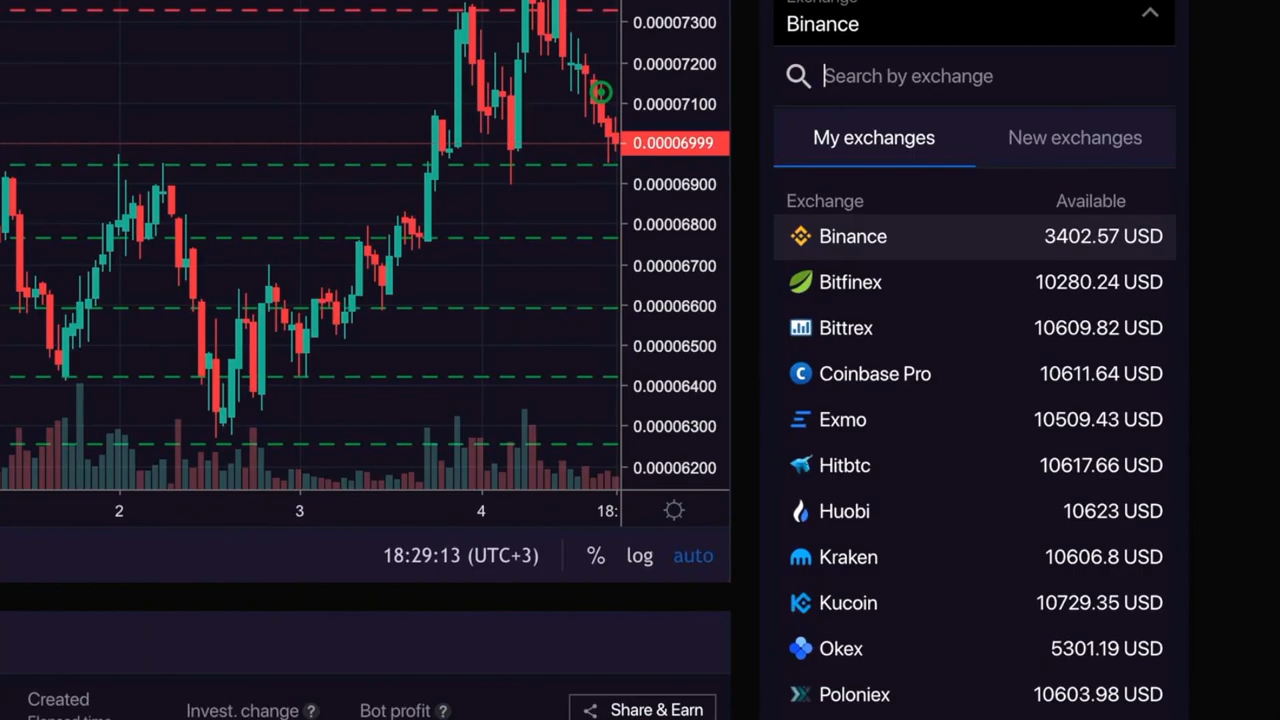 Exchange
Binance
Search by exchange
My exchanges New exchanges
Exchange Available
Binance 3402.57 USD
Bitfinex 10280.24 USD
Bittrex 10609.82 USD
Coinbase Pro 10611.64 USD
Exmo 10509.43 USD
Hitbtc 10617.66 USD
Huobi 10623 USD
Kraken 10606.8 USD
Kucoin 10729.35 USD
Okex 5301.19 USD
Poloniex 10603.98 USD
0.00007300
0.00007200
0.00007100
0.00006999
0.00006900
0.00006800
0.00006700
0.00006600
0.00006500
0.00006400
0.00006300
0.00006200
2 3 4 18:
18:29:13 (UTC+3) % log auto
Created
Elapsed time
Invest. change ? Bot profit ? Share & Earn